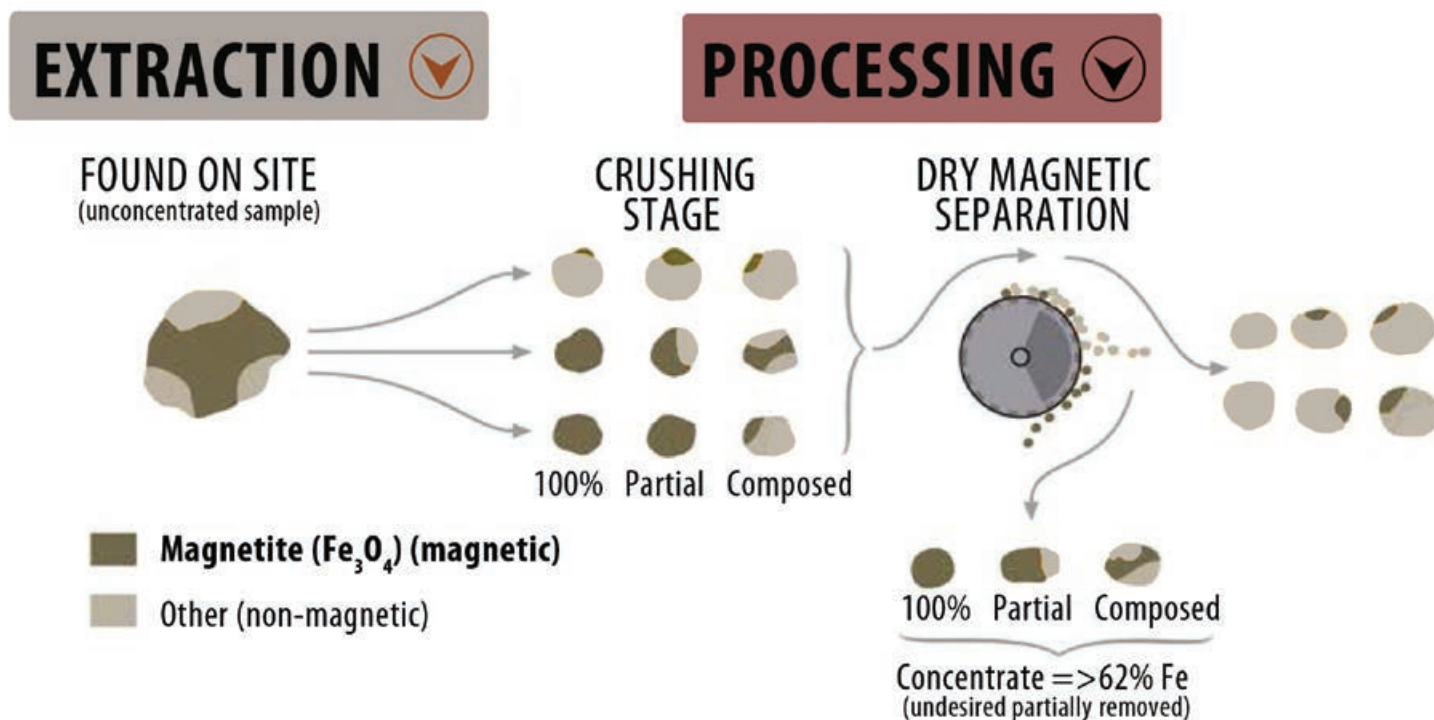 EXTRACTION
PROCESSING
FOUND ON SITE
(unconcentrated sample)
CRUSHING
STAGE
DRY MAGNETIC
SEPARATION
100% Partial Composed
Magnetite (Fe₃O₄) (magnetic)
Other (non-magnetic)
100% Partial Composed
Concentrate =>62% Fe
(undesired partially removed)